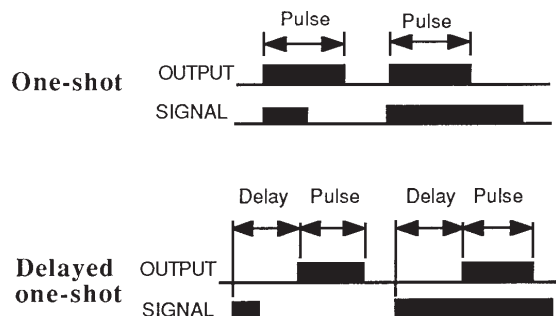 Pulse Pulse
One-shot
OUTPUT
SIGNAL
Delay Pulse Delay Pulse
Delayed
one-shot
OUTPUT
SIGNAL